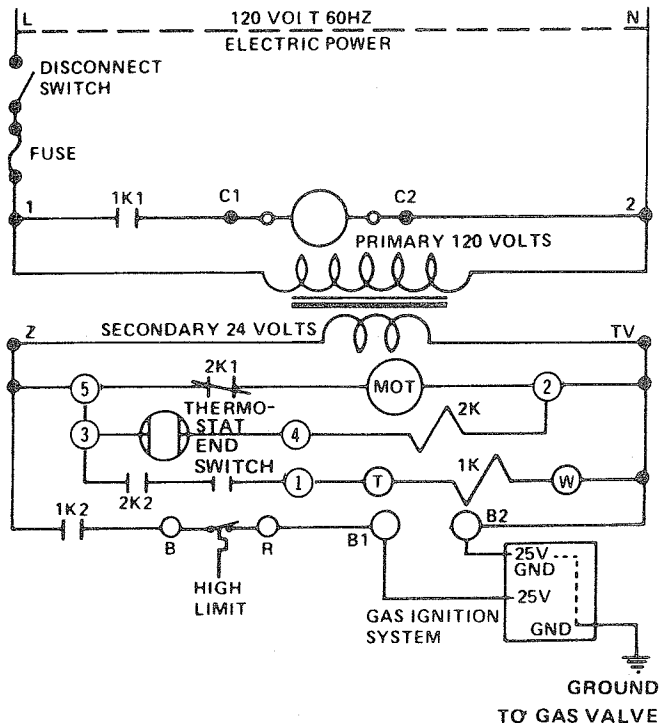 L 120 VOLT 60HZ N
ELECTRIC POWER
DISCONNECT
SWITCH
FUSE
1 1K1 C1 C2 2
PRIMARY 120 VOLTS
Z SECONDARY 24 VOLTS TV
2K1
5 MOT 2
THERMO-
STAT
3 4 2K
END
SWITCH
2K2 1 T 1K W
1K2 B R B1 B2
HIGH
LIMIT
25V
GND
25V
GAS IGNITION
SYSTEM
GND
GROUND
TO GAS VALVE